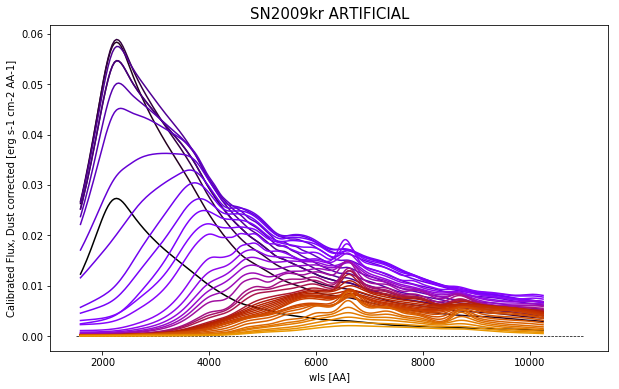 SN2009kr ARTIFICIAL
0.06
0.05
0.04
0.03
0.02
0.01
0.00
Calibrated Flux, Dust corrected [erg s-1 cm-2 AA-1]
2000 4000 6000 8000 10000
wls [AA]